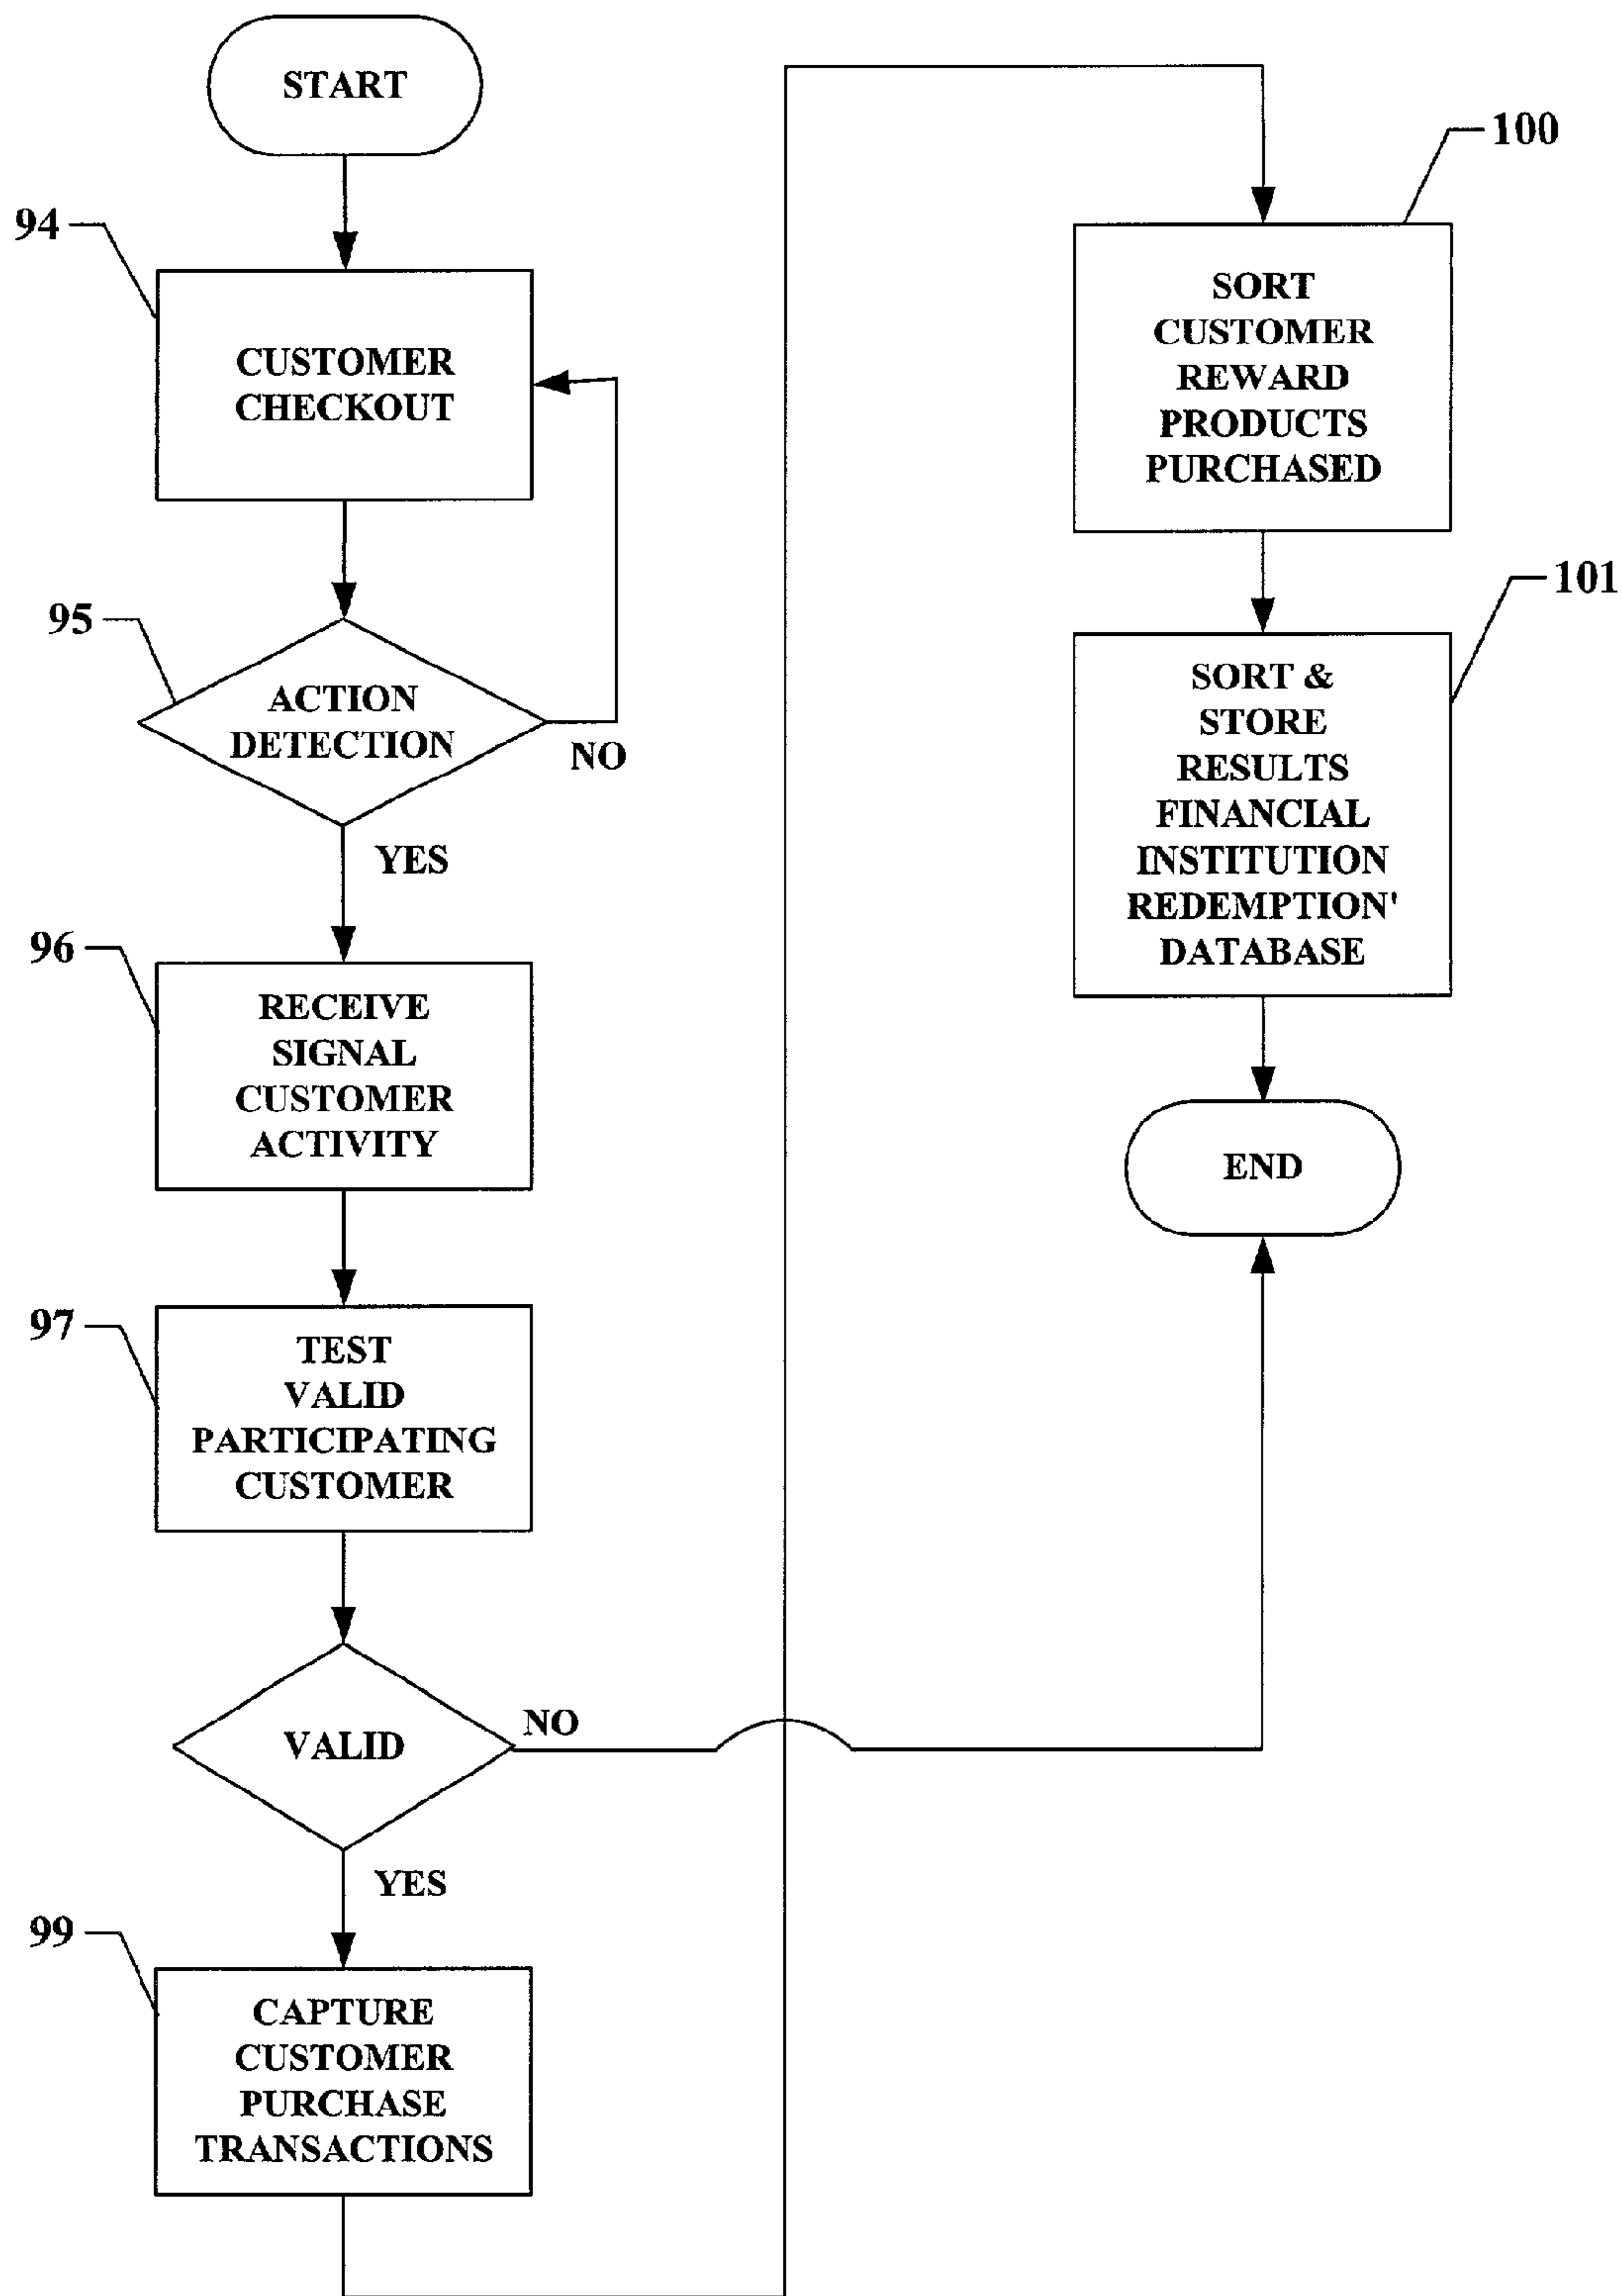 START
94
CUSTOMER
CHECKOUT
95
ACTION
DETECTION
NO
YES
96
RECEIVE
SIGNAL
CUSTOMER
ACTIVITY
97
TEST
VALID
PARTICIPATING
CUSTOMER
VALID
NO
YES
99
CAPTURE
CUSTOMER
PURCHASE
TRANSACTIONS
100
SORT
CUSTOMER
REWARD
PRODUCTS
PURCHASED
101
SORT &
STORE
RESULTS
FINANCIAL
INSTITUTION
REDEMPTION'
DATABASE
END